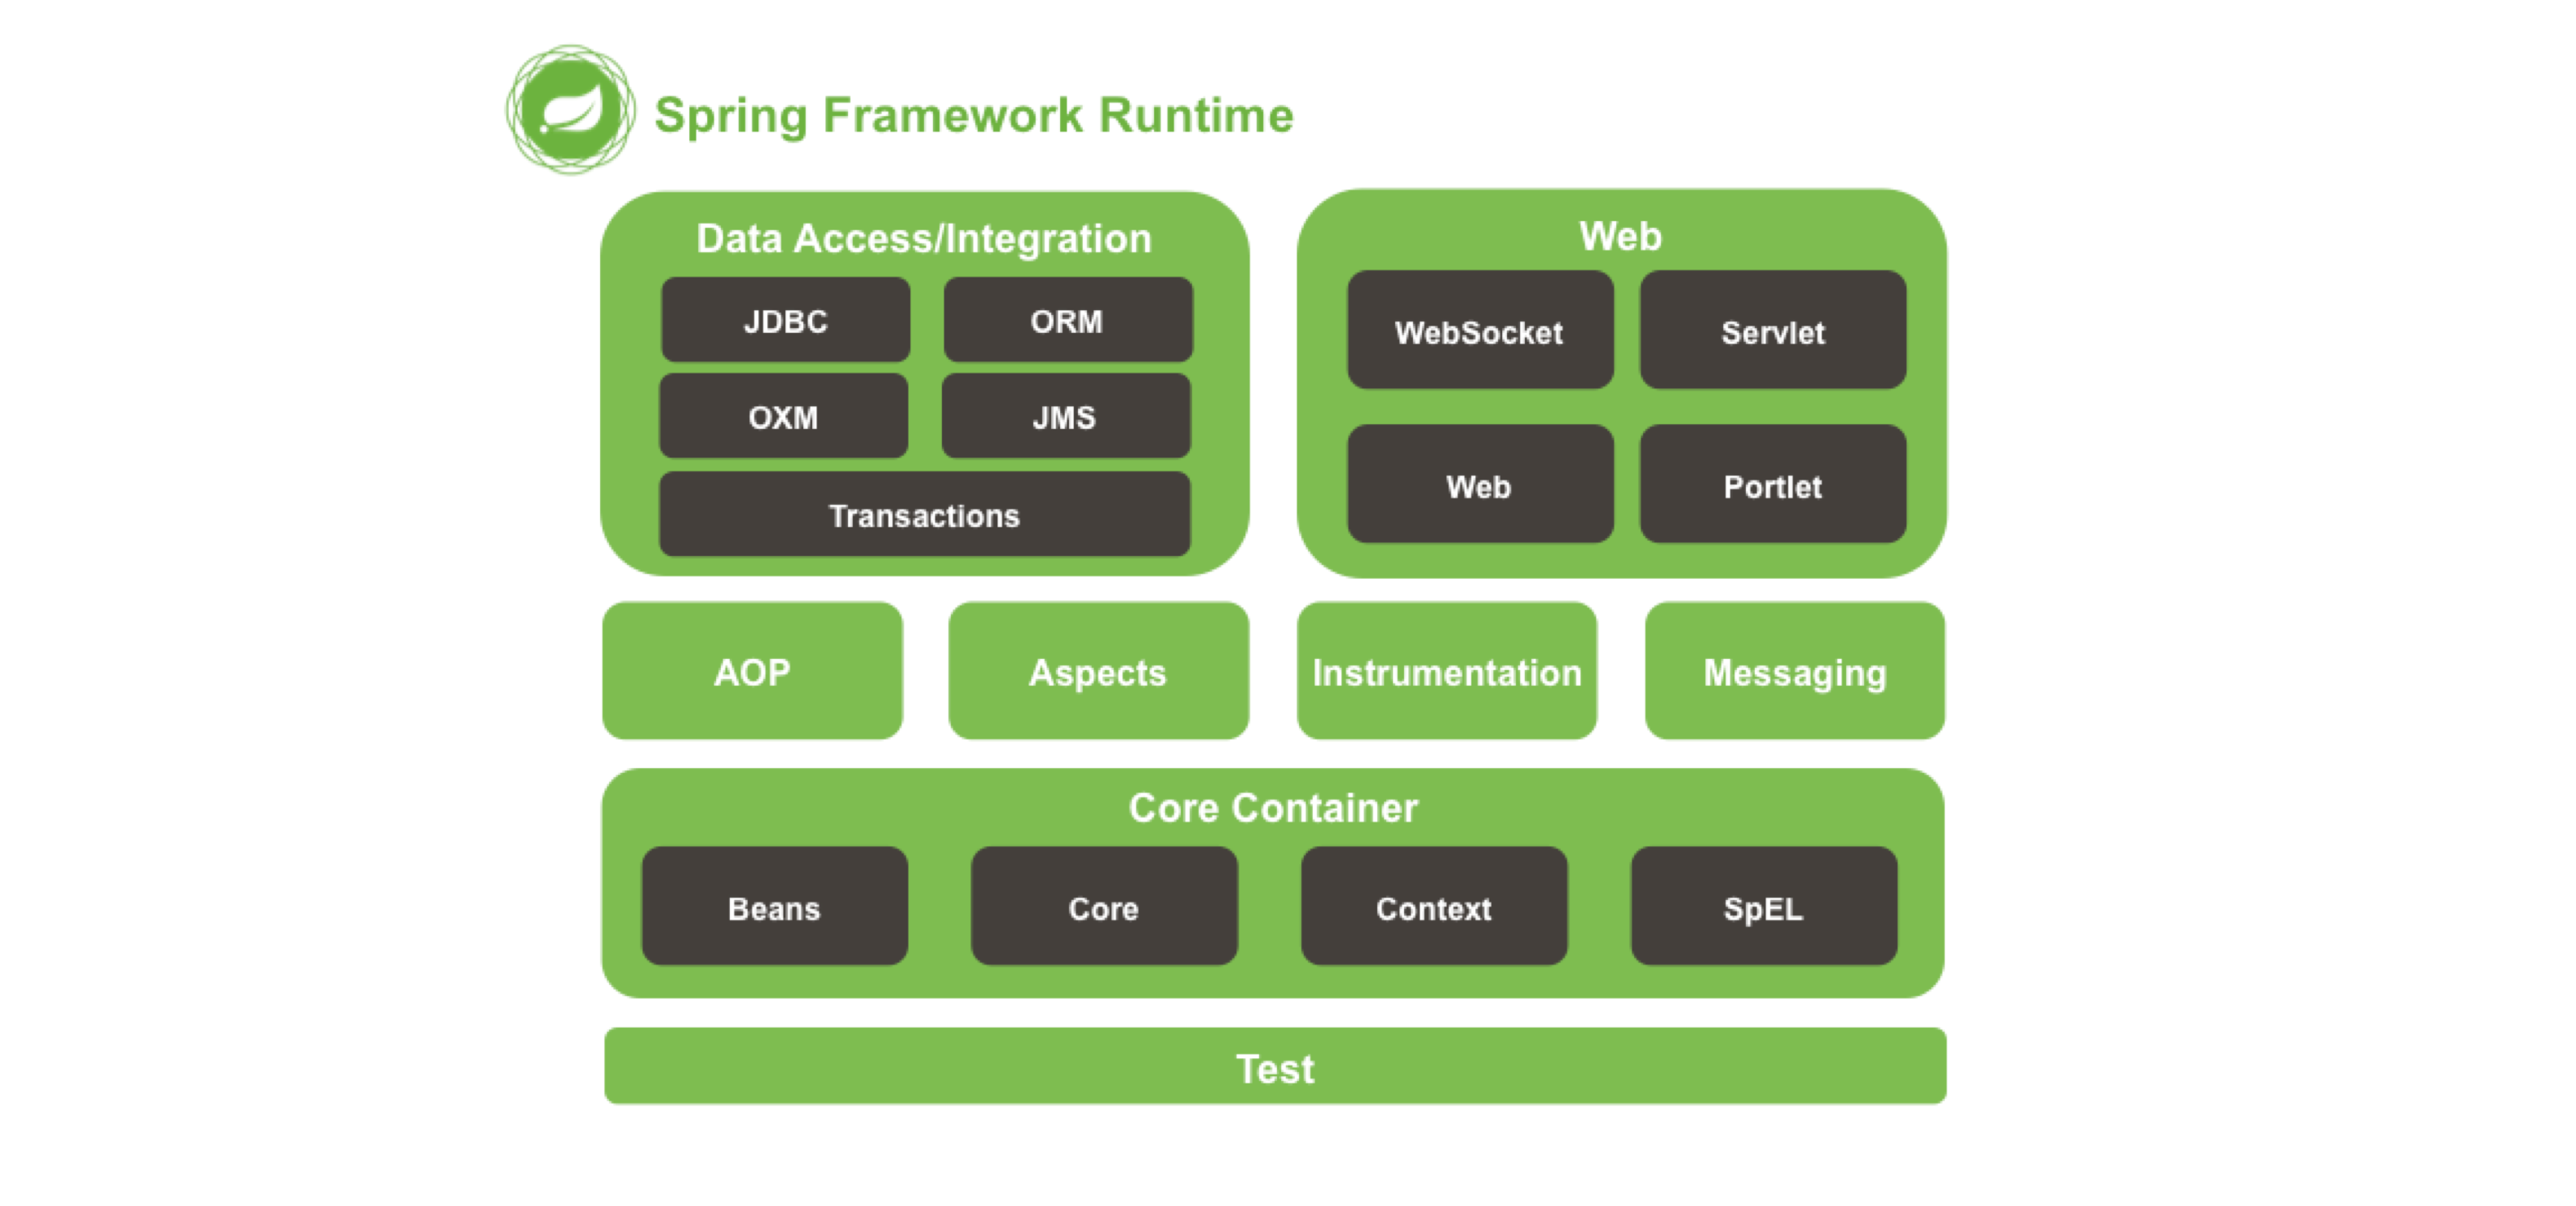 Spring Framework Runtime
Data Access/Integration
JDBC
ORM
OXM
JMS
Transactions
Web
WebSocket
Servlet
Web
Portlet
AOP
Aspects
Instrumentation
Messaging
Core Container
Beans
Core
Context
SpEL
Test